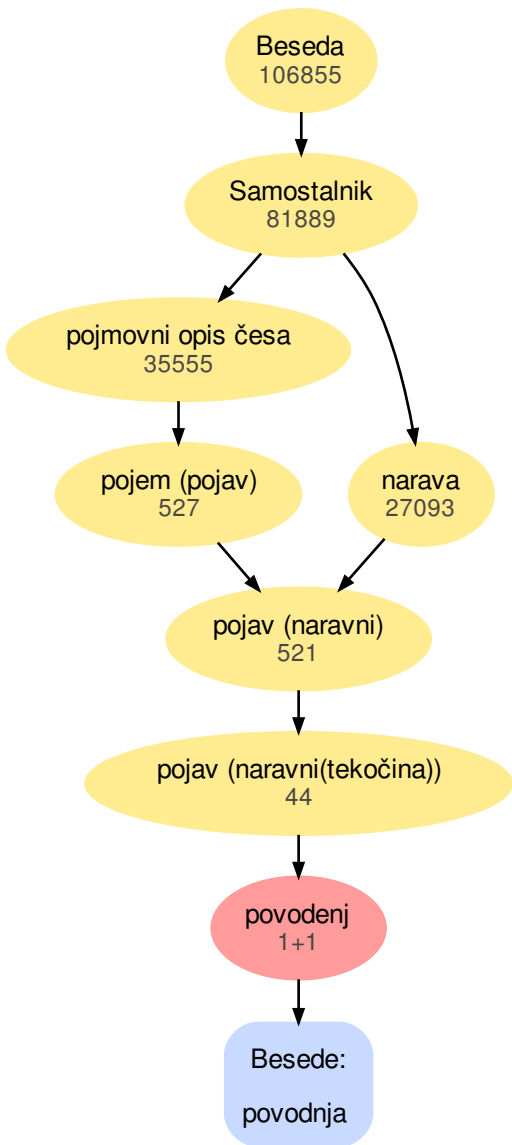 Beseda
106855
Samostalnik
81889
pojmovni opis česa
35555
pojem (pojav)
527
narava
27093
pojav (naravni)
521
pojav (naravni(tekočina))
44
povodenj
1+1
Besede:
povodnja